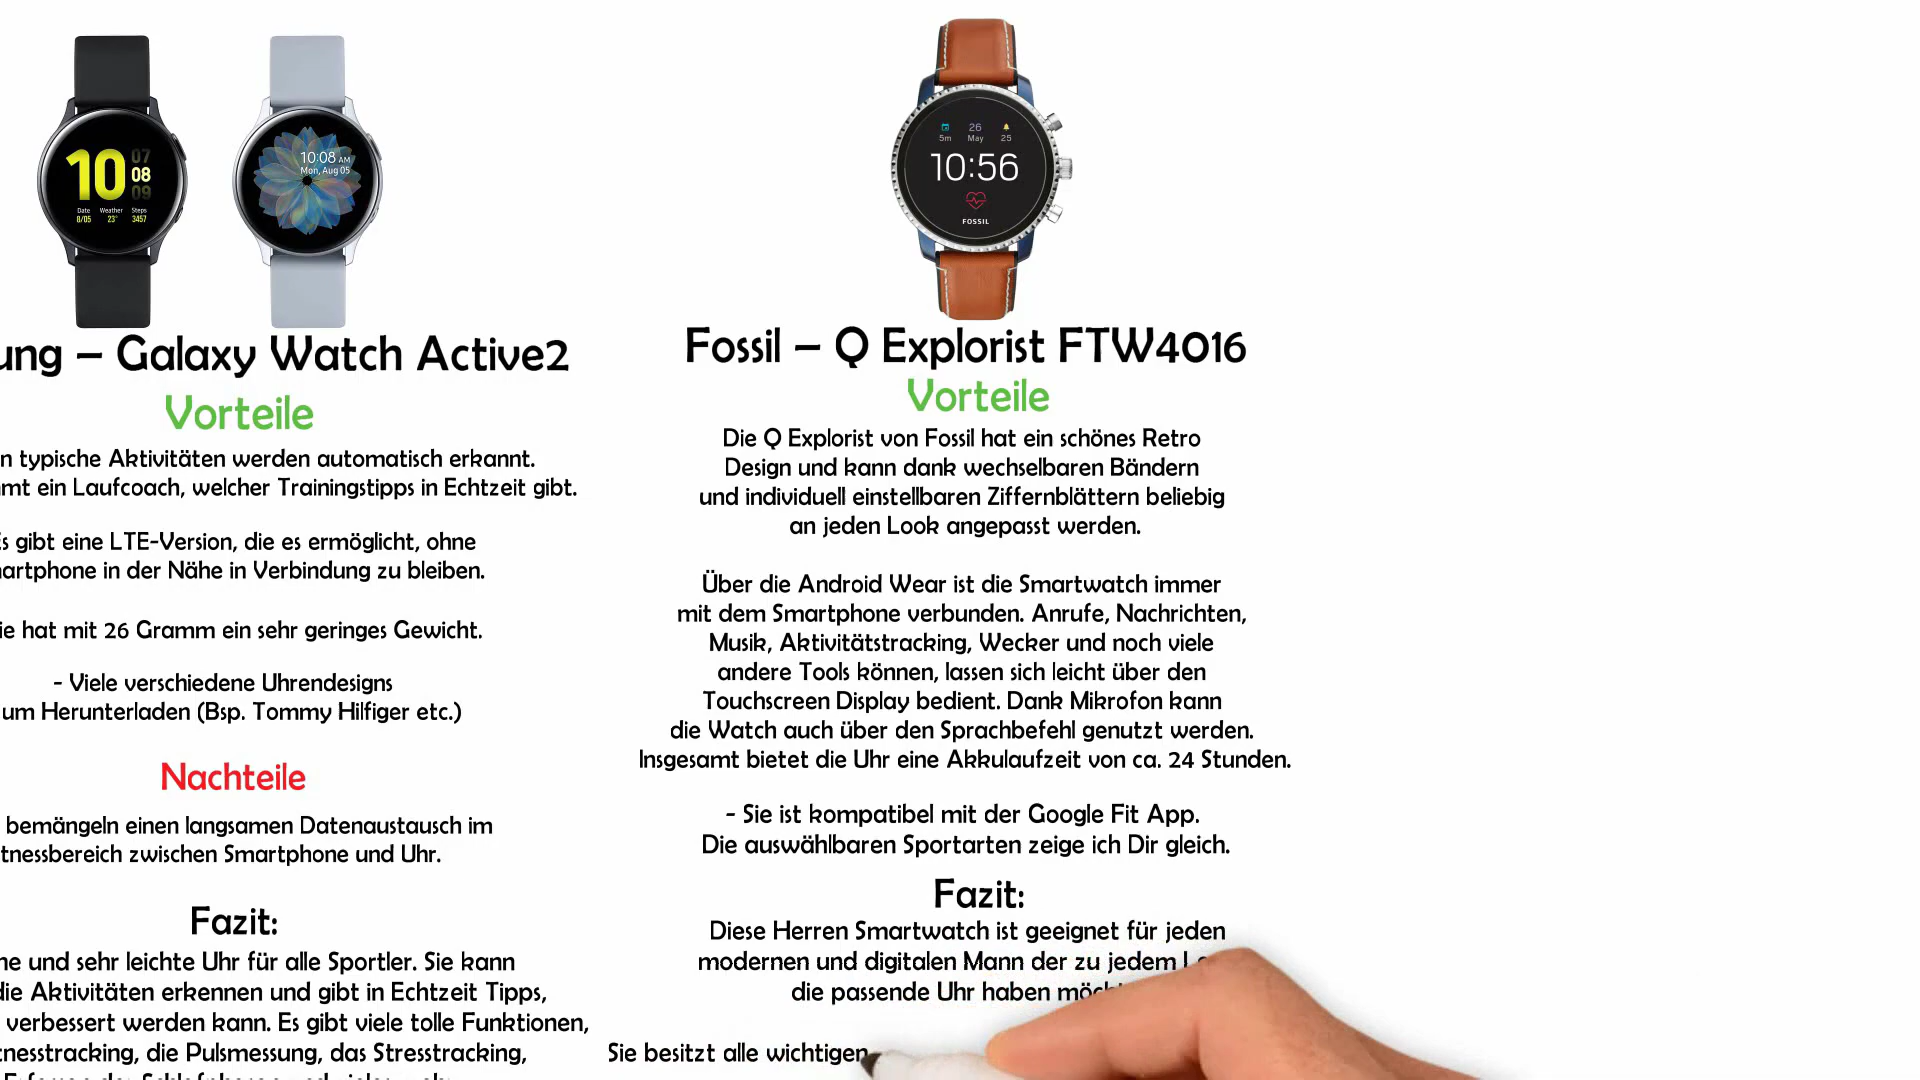 10 07
08
09
Date Weather Steps
8/05 23° 3457
10:08 AM
Mon, Aug 05
ung – Galaxy Watch Active2
Vorteile
n typische Aktivitäten werden automatisch erkannt.
mt ein Laufcoach, welcher Trainingstipps in Echtzeit gibt.
s gibt eine LTE-Version, die es ermöglicht, ohne
artphone in der Nähe in Verbindung zu bleiben.
ie hat mit 26 Gramm ein sehr geringes Gewicht.
- Viele verschiedene Uhrendesigns
um Herunterladen (Bsp. Tommy Hilfiger etc.)
Nachteile
bemängeln einen langsamen Datenaustausch im
tnessbereich zwischen Smartphone und Uhr.
Fazit:
ne und sehr leichte Uhr für alle Sportler. Sie kann
die Aktivitäten erkennen und gibt in Echtzeit Tipps,
verbessert werden kann. Es gibt viele tolle Funktionen,
tnesstracking, die Pulsmessung, das Stresstracking,
26
5m May 25
10:56
FOSSIL
Fossil – Q Explorist FTW4016
Vorteile
Die Q Explorist von Fossil hat ein schönes Retro
Design und kann dank wechselbaren Bändern
und individuell einstellbaren Ziffernblättern beliebig
an jeden Look angepasst werden.
Über die Android Wear ist die Smartwatch immer
mit dem Smartphone verbunden. Anrufe, Nachrichten,
Musik, Aktivitätstracking, Wecker und noch viele
andere Tools können, lassen sich leicht über den
Touchscreen Display bedient. Dank Mikrofon kann
die Watch auch über den Sprachbefehl genutzt werden.
Insgesamt bietet die Uhr eine Akkulaufzeit von ca. 24 Stunden.
- Sie ist kompatibel mit der Google Fit App.
Die auswählbaren Sportarten zeige ich Dir gleich.
Fazit:
Diese Herren Smartwatch ist geeignet für jeden
modernen und digitalen Mann der zu jedem
die passende Uhr haben
Sie besitzt alle wichtigen